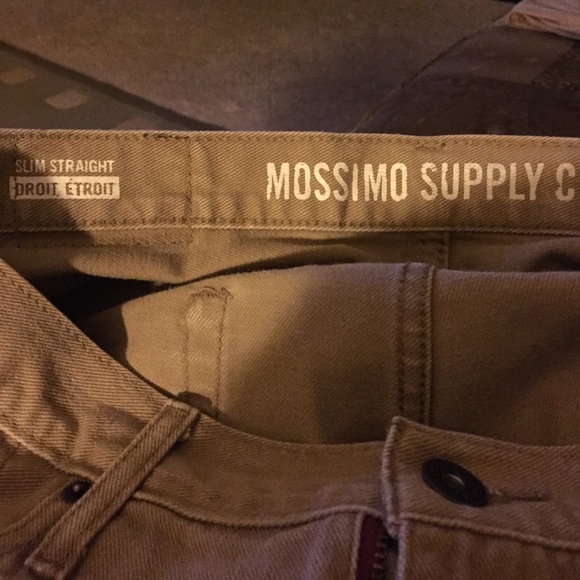 SLIM STRAIGHT
DROIT, ÉTROIT
MOSSIMO SUPPLY C